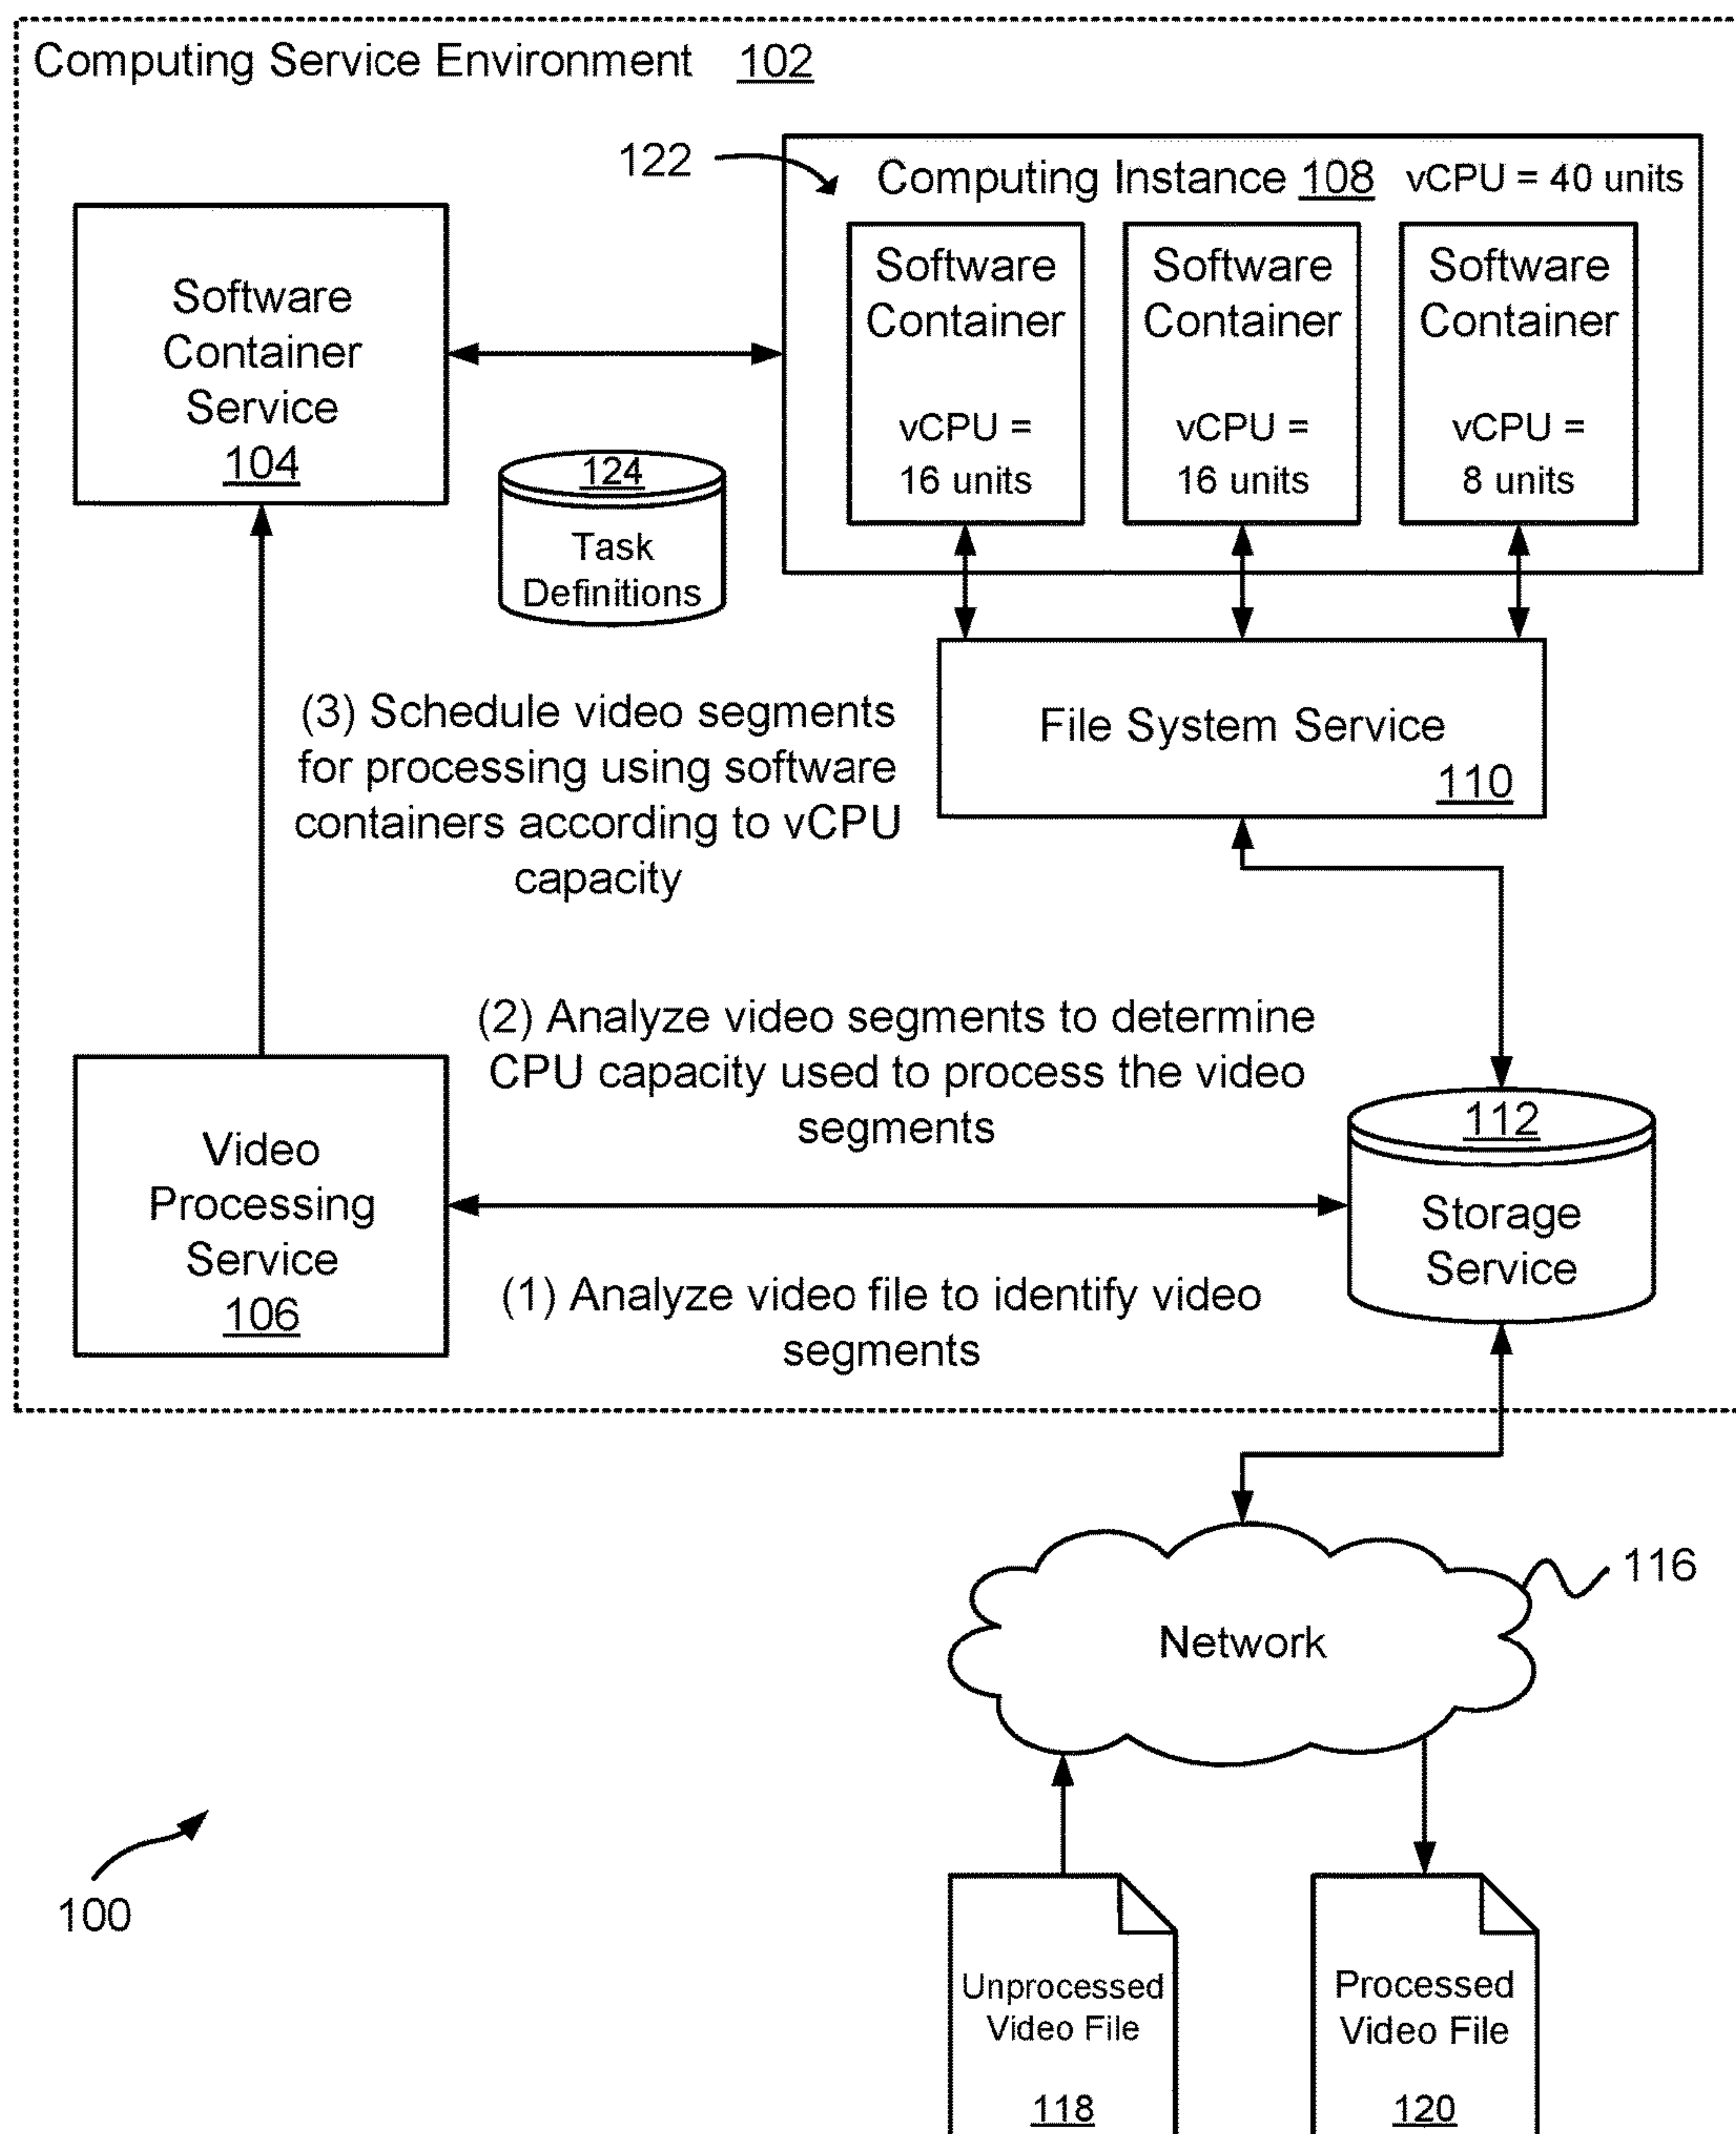 Computing Service Environment 102
122
Computing Instance 108 vCPU = 40 units
Software
Container
Service
104
Software
Container
vCPU =
16 units
Software
Container
vCPU =
16 units
Software
Container
vCPU =
8 units
124
Task
Definitions
File System Service
110
(3) Schedule video segments
for processing using software
containers according to vCPU
capacity
(2) Analyze video segments to determine
CPU capacity used to process the video
segments
Video
Processing
Service
106
112
Storage
Service
(1) Analyze video file to identify video
segments
116
Network
100
Unprocessed
Video File
118
Processed
Video File
120